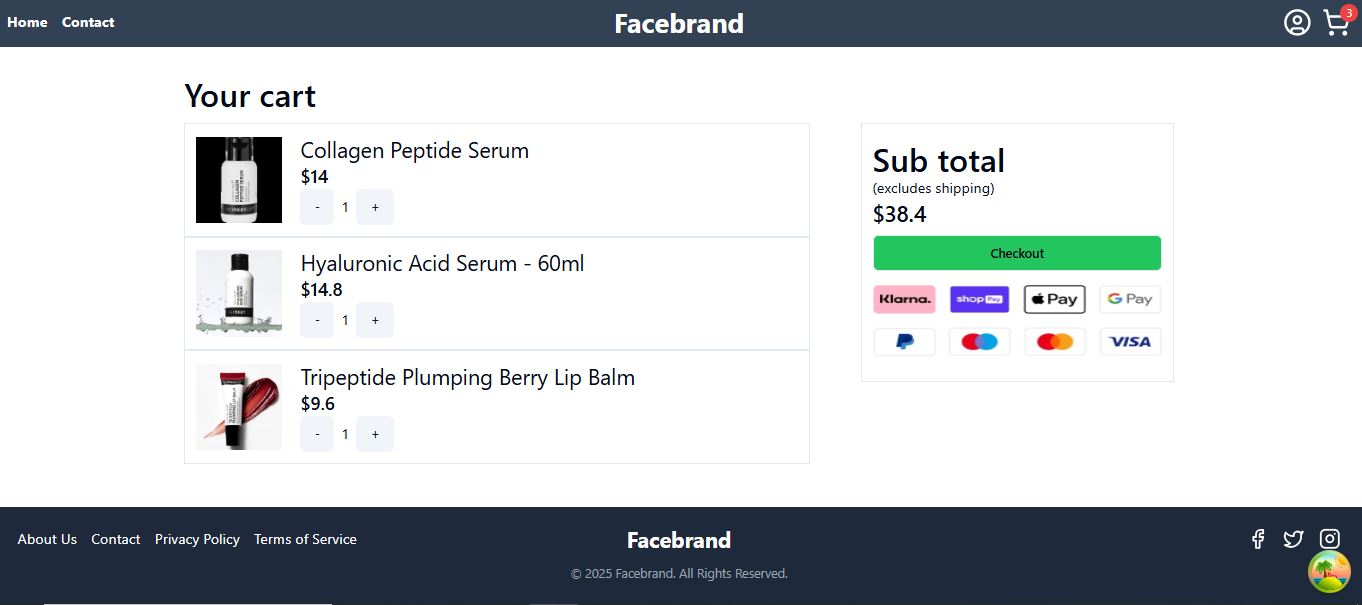 Home Contact Facebrand 3
Your cart
Collagen Peptide Serum
$14
- 1 +
Hyaluronic Acid Serum - 60ml
$14.8
- 1 +
Tripeptide Plumping Berry Lip Balm
$9.6
- 1 +
Sub total
(excludes shipping)
$38.4
Checkout
Klarna. shop Pay Pay G Pay
VISA
About Us Contact Privacy Policy Terms of Service Facebrand
© 2025 Facebrand. All Rights Reserved.